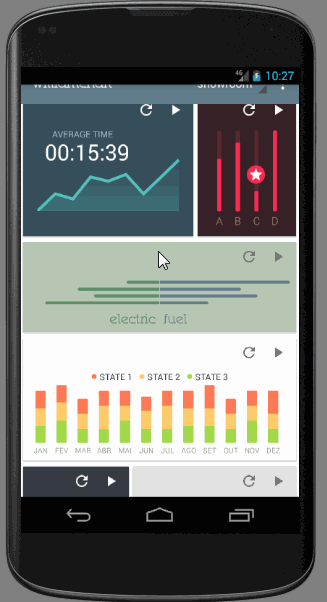 4G 10:27
showroom
AVERAGE TIME
00:15:39
A B C D
electric fuel
STATE 1 STATE 2 STATE 3
JAN FEV MAR ABR MAI JUN JUL AGO SET OUT NOV DEZ